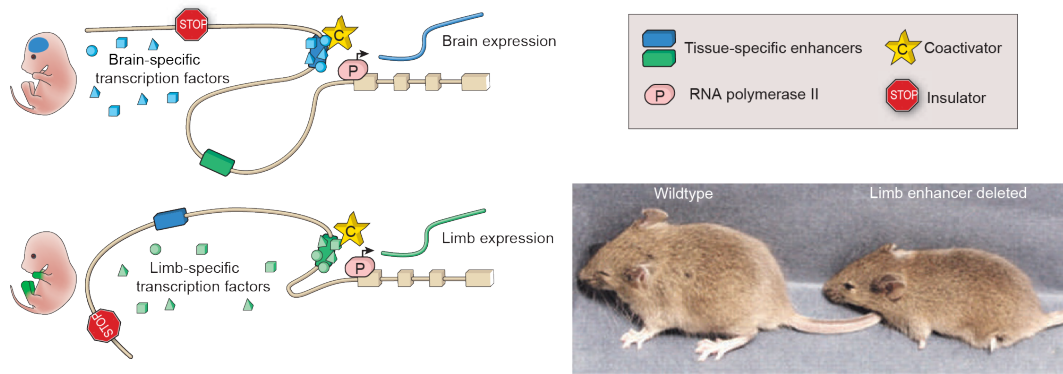 STOP
C
Brain expression
Brain-specific
transcription factors
P
Tissue-specific enhancers
C
Coactivator
P
RNA polymerase II
STOP
Insulator
C
Limb expression
Limb-specific
transcription factors
P
STOP
Wildtype
Limb enhancer deleted